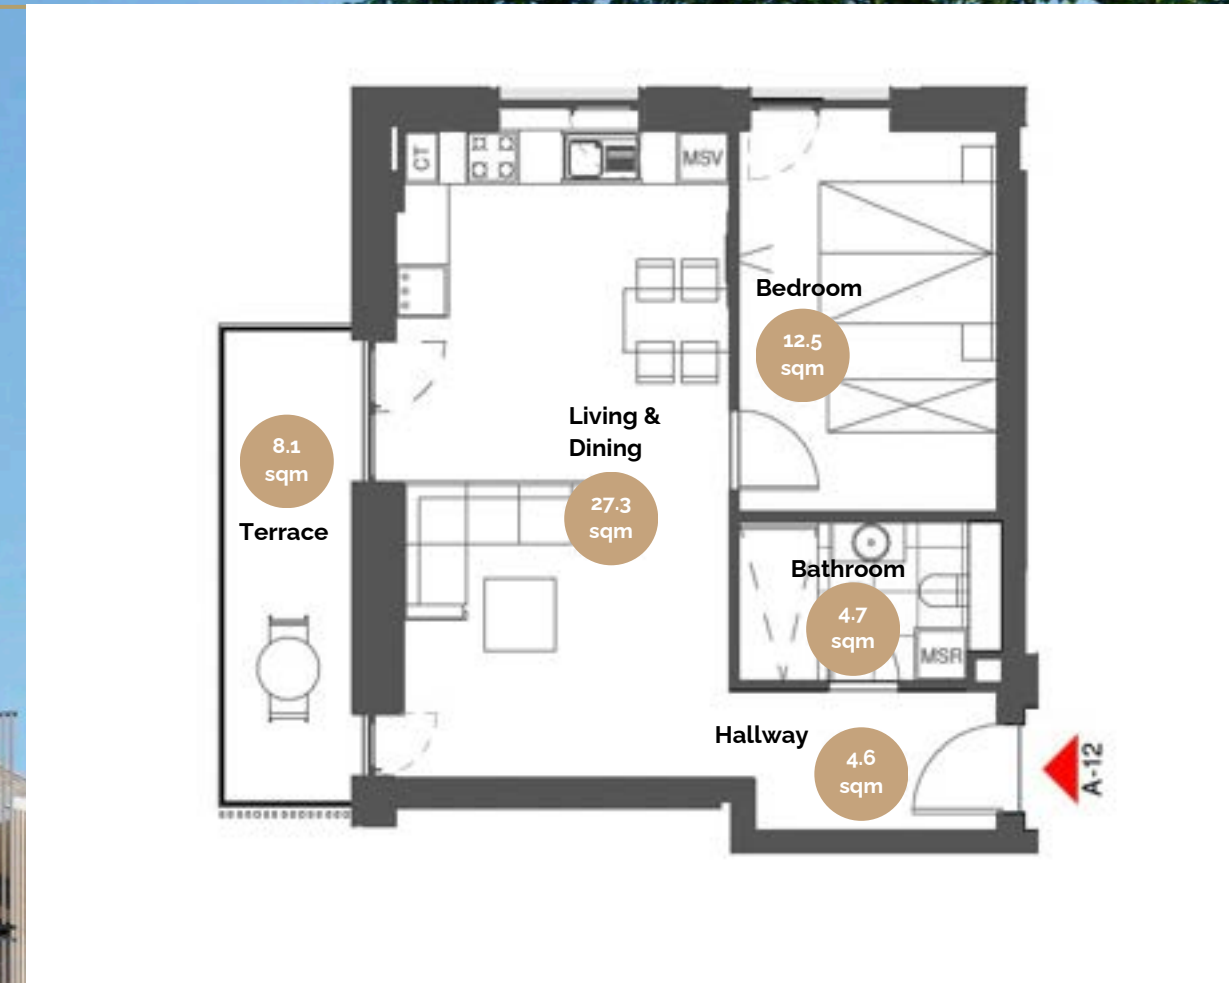 CT
MSV
Bedroom
12.5
sqm
Living &
Dining
27.3
sqm
8.1
sqm
Terrace
Bathroom
4.7
sqm
MSR
Hallway
4.6
sqm
A-12